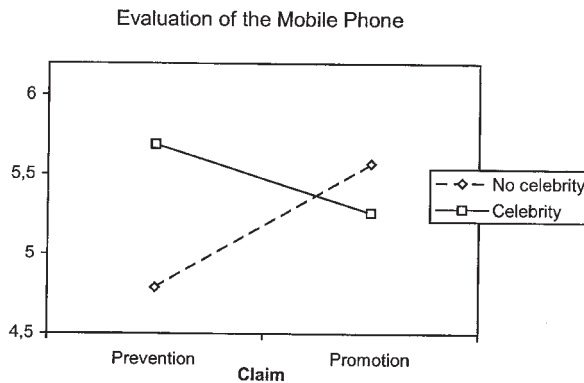 Evaluation of the Mobile Phone
6
5,5
5
4,5
No celebrity
Celebrity
Prevention
Promotion
Claim